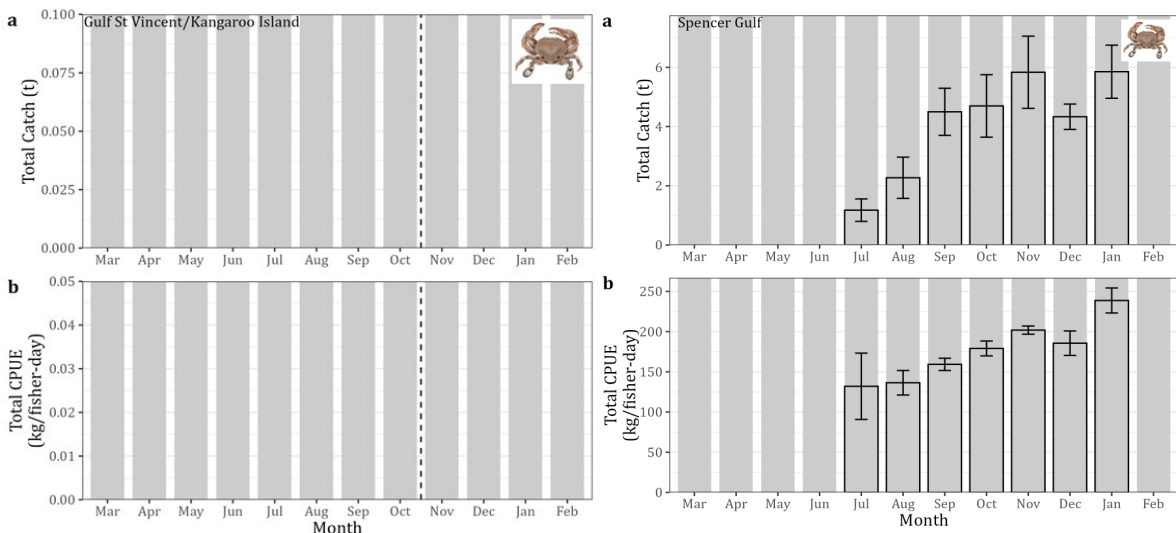 a
Gulf St Vincent/Kangaroo Island
Total Catch (t)
0.100
0.075
0.050
0.025
0.000
Mar Apr May Jun Jul Aug Sep Oct Nov Dec Jan Feb
b
Total CPUE
(kg/fisher-day)
0.05
0.04
0.03
0.02
0.01
0.00
Mar Apr May Jun Jul Aug Sep Oct Nov Dec Jan Feb
Month
a
Spencer Gulf
Total Catch (t)
6
4
2
0
Mar Apr May Jun Jul Aug Sep Oct Nov Dec Jan Feb
b
Total CPUE
(kg/fisher-day)
250
200
150
100
50
0
Mar Apr May Jun Jul Aug Sep Oct Nov Dec Jan Feb
Month